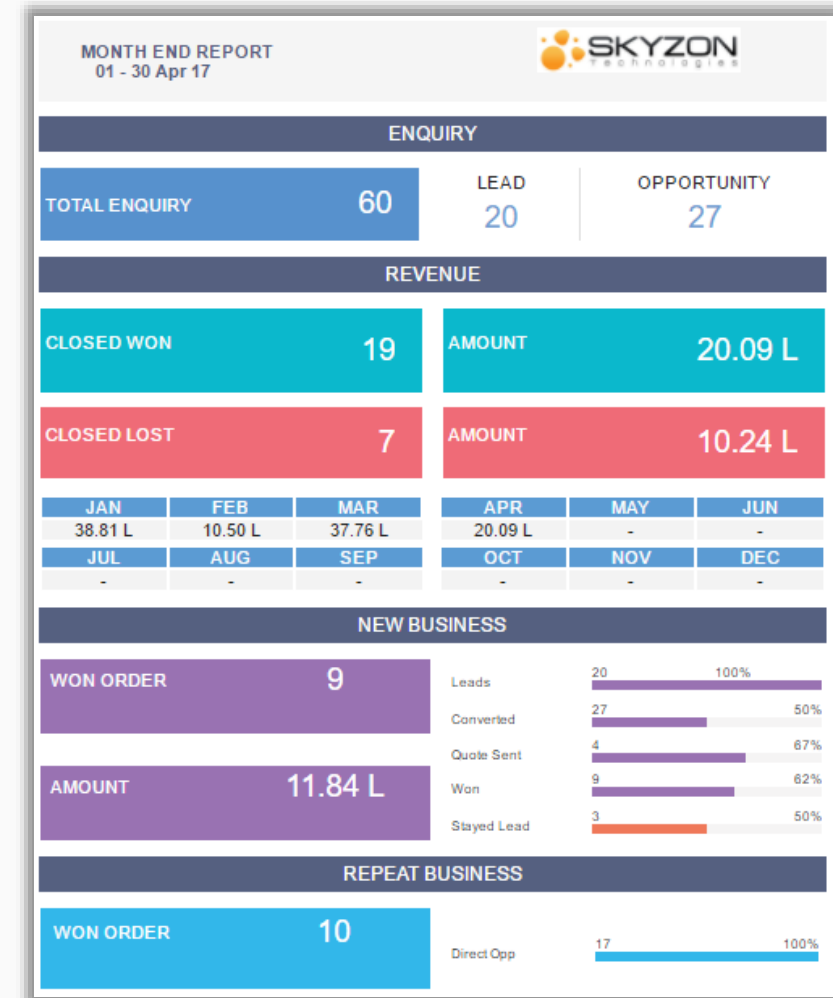 MONTH END REPORT
01 - 30 Apr 17
SKYZON
Technologies
ENQUIRY
TOTAL ENQUIRY 60
LEAD
20
OPPORTUNITY
27
REVENUE
CLOSED WON 19
AMOUNT 20.09 L
CLOSED LOST 7
AMOUNT 10.24 L
JAN FEB MAR APR MAY JUN
38.81 L 10.50 L 37.76 L 20.09 L - -
JUL AUG SEP OCT NOV DEC
- - - - - -
NEW BUSINESS
WON ORDER 9
AMOUNT 11.84 L
Leads 20 100%
Converted 27 50%
Quote Sent 4 67%
Won 9 62%
Stayed Lead 3 50%
REPEAT BUSINESS
WON ORDER 10
Direct Opp 17 100%